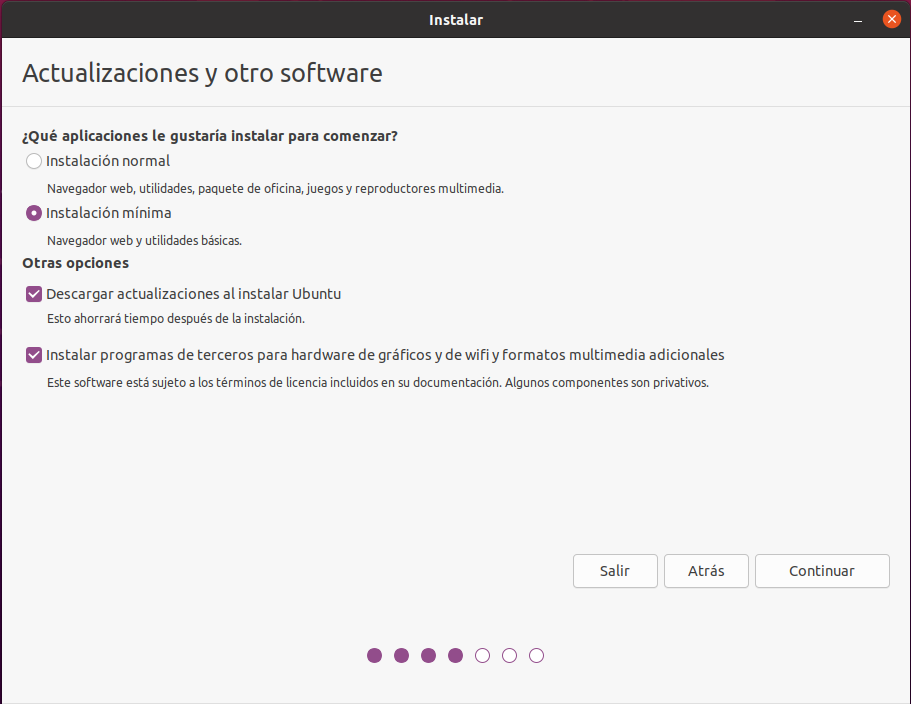 Instalar
Actualizaciones y otro software
¿Qué aplicaciones le gustaría instalar para comenzar?
Instalación normal
Navegador web, utilidades, paquete de oficina, juegos y reproductores multimedia.
Instalación mínima
Navegador web y utilidades básicas.
Otras opciones
Descargar actualizaciones al instalar Ubuntu
Esto ahorrará tiempo después de la instalación.
Instalar programas de terceros para hardware de gráficos y de wifi y formatos multimedia adicionales
Este software está sujeto a los términos de licencia incluidos en su documentación. Algunos componentes son privativos.
Salir
Atrás
Continuar